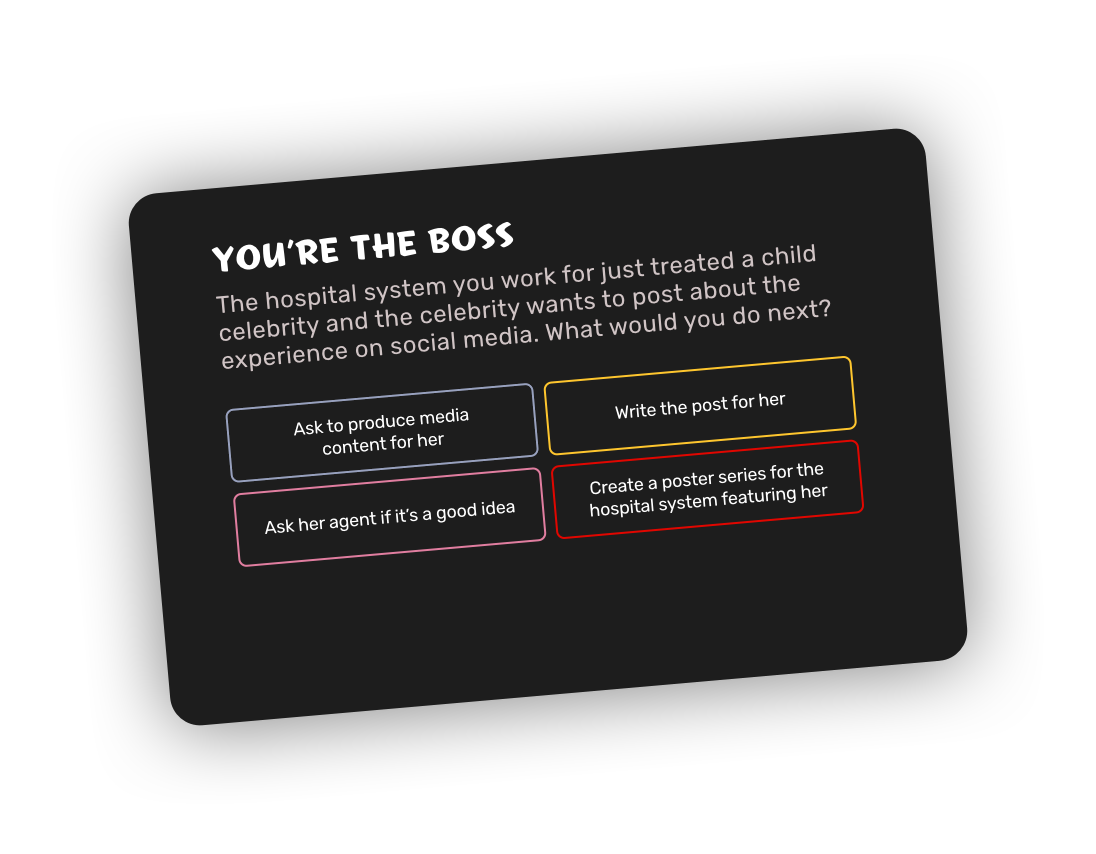 YOU’RE THE BOSS
The hospital system you work for just treated a child
celebrity and the celebrity wants to post about the
experience on social media. What would you do next?
Ask to produce media
content for her
Write the post for her
Ask her agent if it’s a good idea
Create a poster series for the
hospital system featuring her